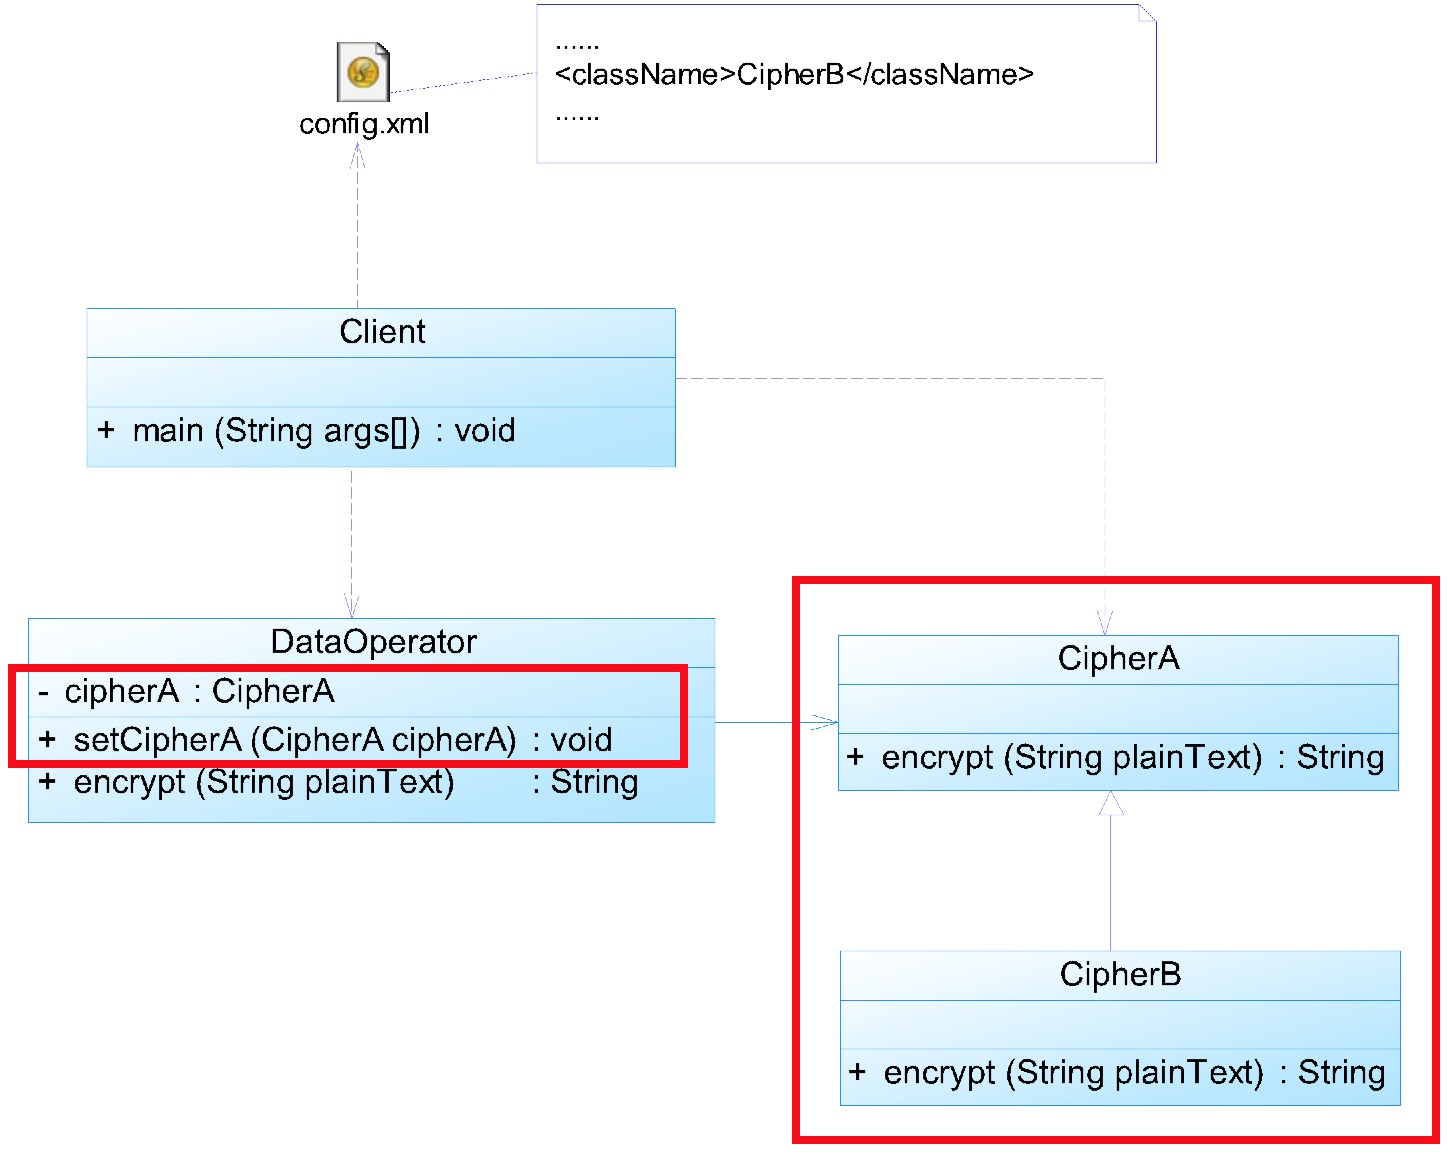 ......
<className>CipherB</className>
......
config.xml
Client
+ main (String args[]) : void
DataOperator
- cipherA : CipherA
+ setCipherA (CipherA cipherA) : void
+ encrypt (String plainText) : String
CipherA
+ encrypt (String plainText) : String
CipherB
+ encrypt (String plainText) : String